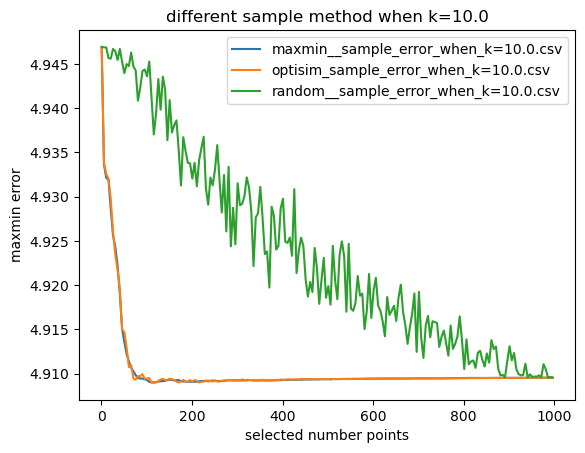 different sample method when k=10.0
maxmin__sample_error_when_k=10.0.csv
optisim_sample_error_when_k=10.0.csv
random__sample_error_when_k=10.0.csv
maxmin error
4.945
4.940
4.935
4.930
4.925
4.920
4.915
4.910
0 200 400 600 800 1000
selected number points